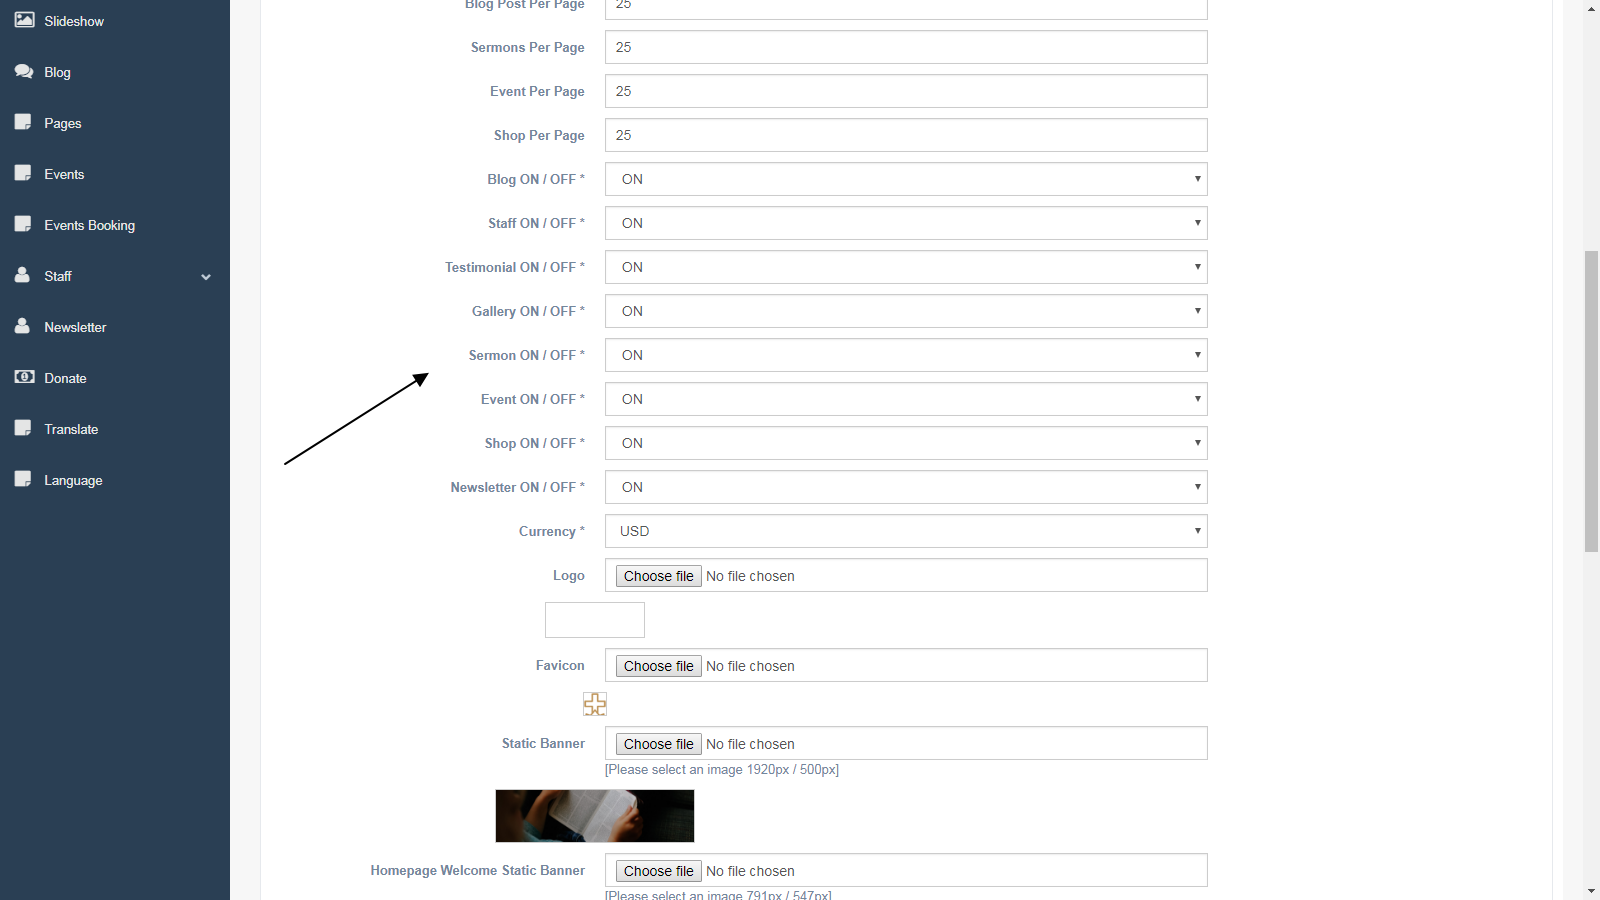 Slideshow
Blog
Pages
Events
Events Booking
Staff
Newsletter
Donate
Translate
Language
Blog Post Per Page 25
Sermons Per Page 25
Event Per Page 25
Shop Per Page 25
Blog ON / OFF * ON
Staff ON / OFF * ON
Testimonial ON / OFF * ON
Gallery ON / OFF * ON
Sermon ON / OFF * ON
Event ON / OFF * ON
Shop ON / OFF * ON
Newsletter ON / OFF * ON
Currency * USD
Logo Choose file No file chosen
Favicon Choose file No file chosen
Static Banner Choose file No file chosen
[Please select an image 1920px / 500px]
Homepage Welcome Static Banner Choose file No file chosen
[Please select an image 791px / 547px]